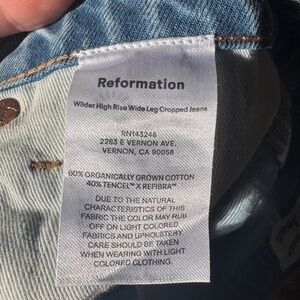 Reformation
Wilder High Rise Wide Leg Cropped Jeans
RN143246
2263 E VERNON AVE.
VERNON, CA 90058
60% ORGANICALLY GROWN COTTON
40% TENCEL™ X REFIBRA™
DUE TO THE NATURAL
CHARACTERISTICS OF THIS
FABRIC THE COLOR MAY RUB
OFF ON LIGHT COLORED
FABRICS AND UPHOLSTERY
CARE SHOULD BE TAKEN
WHEN WEARING WITH LIGHT
COLORED CLOTHING.